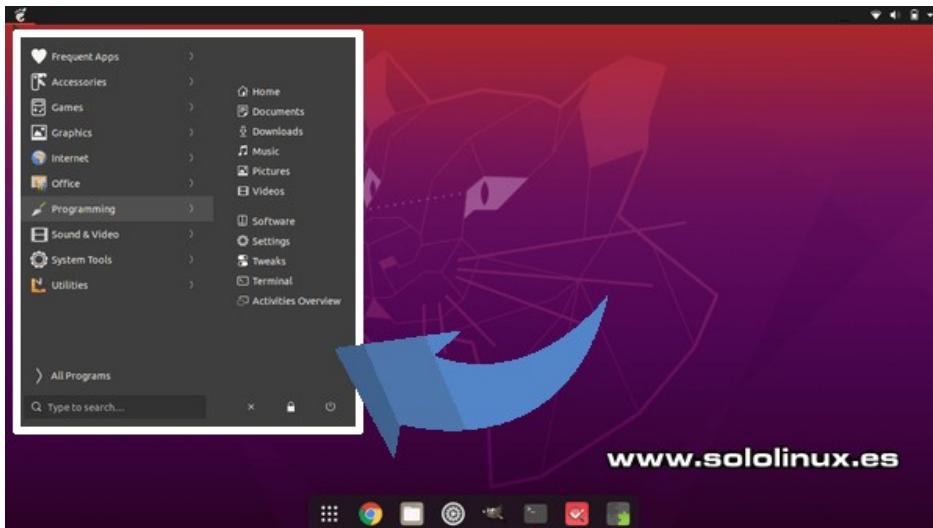 Frequent Apps
Accessories
Games
Graphics
Internet
Office
Programming
Sound & Video
System Tools
Utilities
All Programs
Type to search...
Home
Documents
Downloads
Music
Pictures
Videos
Software
Settings
Tweaks
Terminal
Activities Overview
www.sololinux.es